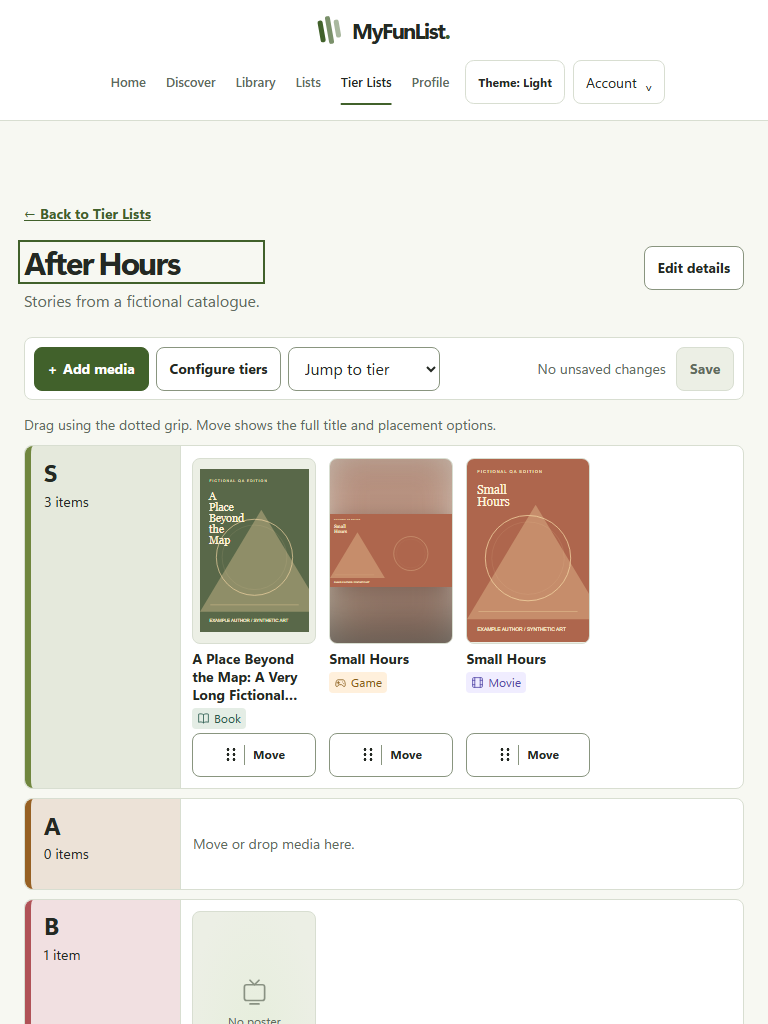 MyFunList.
Home Discover Library Lists Tier Lists Profile Theme: Light Account v
← Back to Tier Lists
After Hours
Edit details
Stories from a fictional catalogue.
+ Add media Configure tiers Jump to tier No unsaved changes Save
Drag using the dotted grip. Move shows the full title and placement options.
S
3 items
FICTIONAL QA EDITION
A
Place
Beyond
the
Map
EXAMPLE AUTHOR / SYNTHETIC ART
A Place Beyond
the Map: A Very
Long Fictional...
Book
Move
Small
Hours
Small Hours
Game
Move
FICTIONAL QA EDITION
Small
Hours
EXAMPLE AUTHOR / SYNTHETIC ART
Small Hours
Movie
Move
A
0 items
Move or drop media here.
B
1 item
No poster